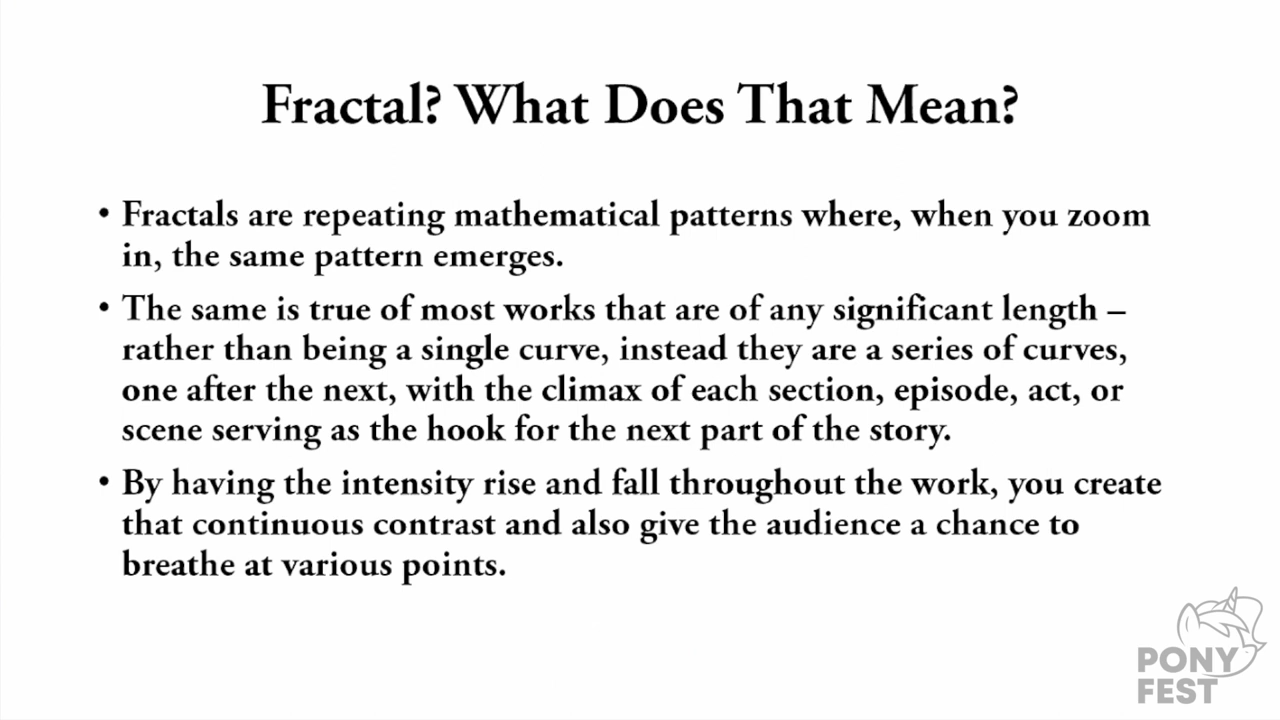 Fractal? What Does That Mean?
• Fractals are repeating mathematical patterns where, when you zoom
in, the same pattern emerges.
• The same is true of most works that are of any significant length –
rather than being a single curve, instead they are a series of curves,
one after the next, with the climax of each section, episode, act, or
scene serving as the hook for the next part of the story.
• By having the intensity rise and fall throughout the work, you create
that continuous contrast and also give the audience a chance to
breathe at various points.
PONY
FEST